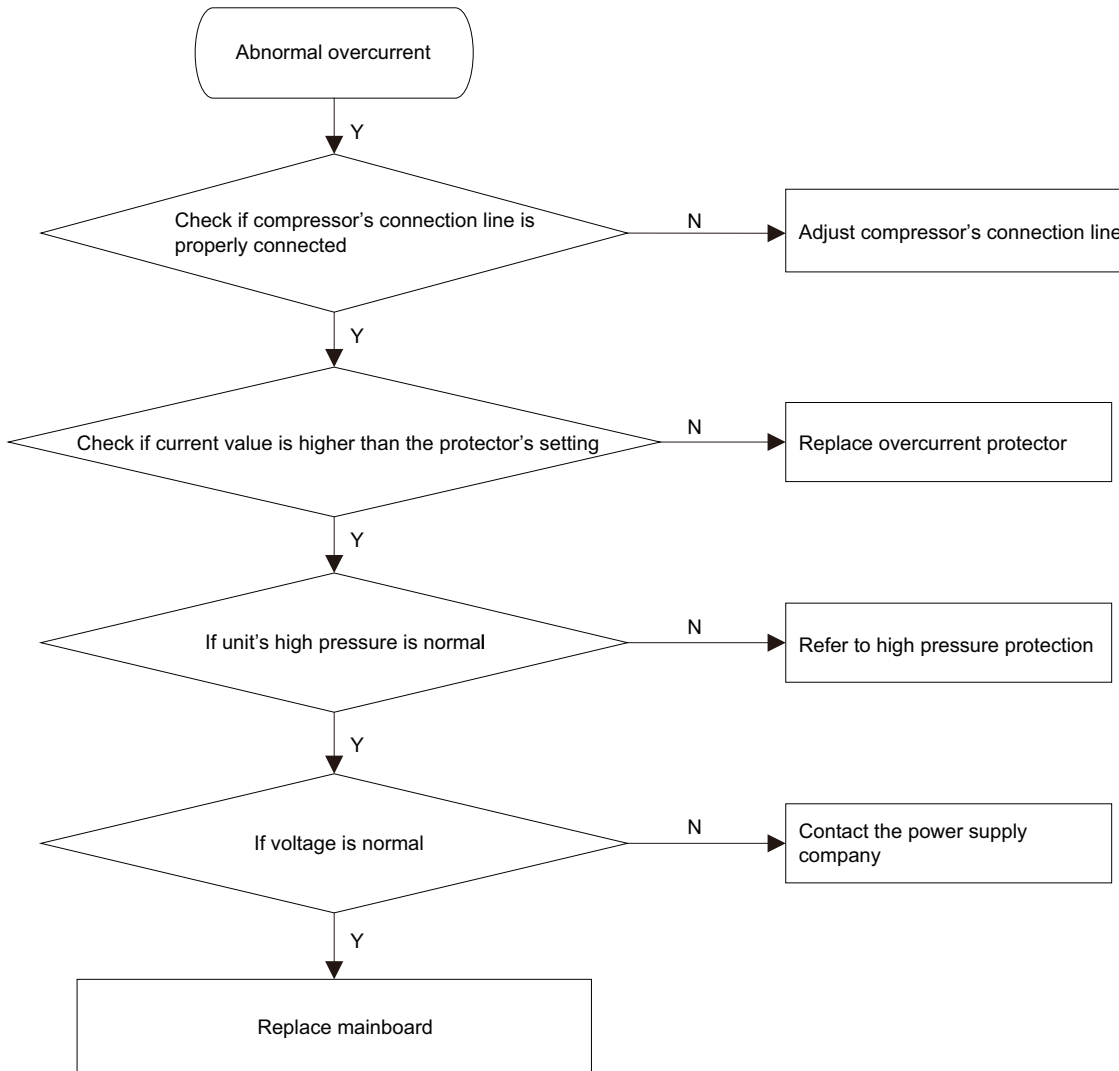 Abnormal overcurrent
Y
Check if compressor’s connection line is
properly connected
N
Adjust compressor’s connection line
Y
Check if current value is higher than the protector’s setting
N
Replace overcurrent protector
Y
If unit’s high pressure is normal
N
Refer to high pressure protection
Y
If voltage is normal
N
Contact the power supply
company
Y
Replace mainboard